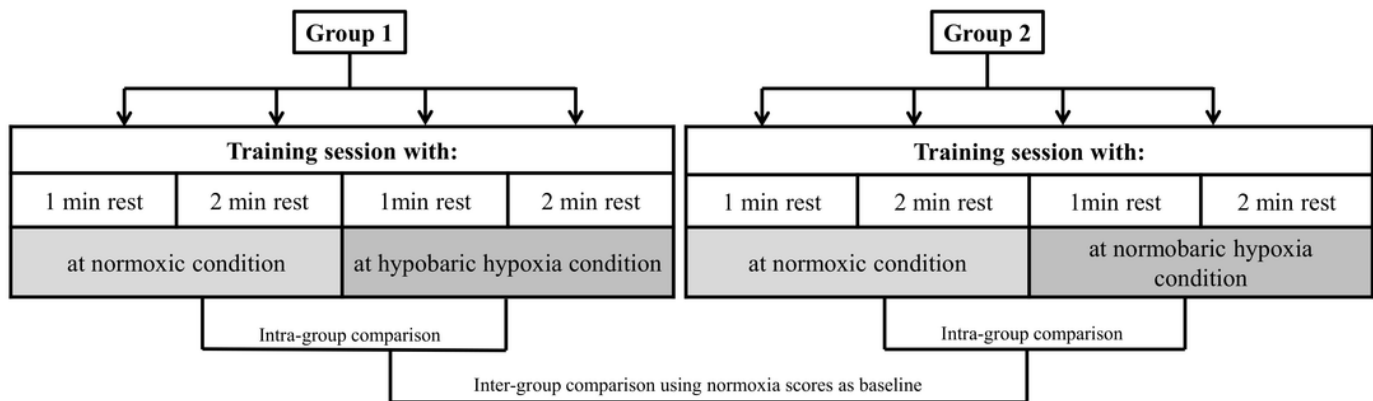 Group 1
Group 2
Training session with:
1 min rest
2 min rest
1min rest
2 min rest
at normoxic condition
at hypobaric hypoxia condition
Training session with:
1 min rest
2 min rest
1min rest
2 min rest
at normoxic condition
at normobaric hypoxia
condition
Intra-group comparison
Intra-group comparison
Inter-group comparison using normoxia scores as baseline